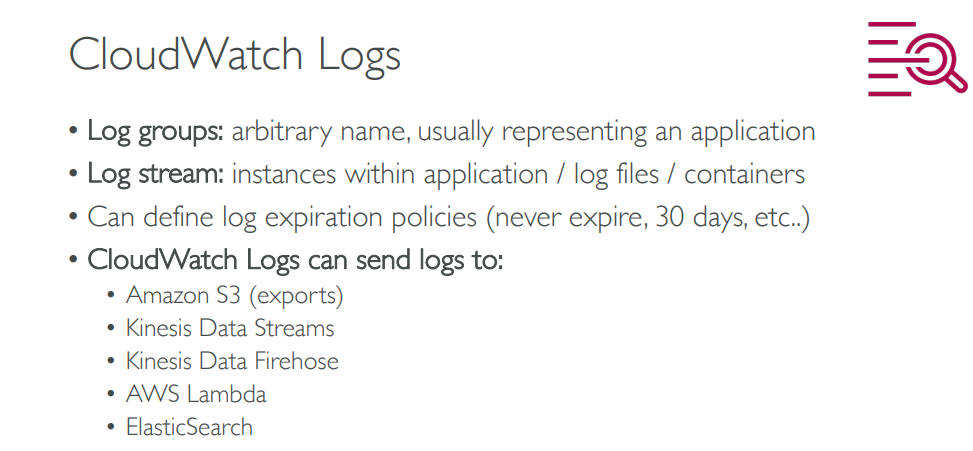 CloudWatch Logs
• Log groups: arbitrary name, usually representing an application
• Log stream: instances within application / log files / containers
• Can define log expiration policies (never expire, 30 days, etc..)
• CloudWatch Logs can send logs to:
• Amazon S3 (exports)
• Kinesis Data Streams
• Kinesis Data Firehose
• AWS Lambda
• ElasticSearch